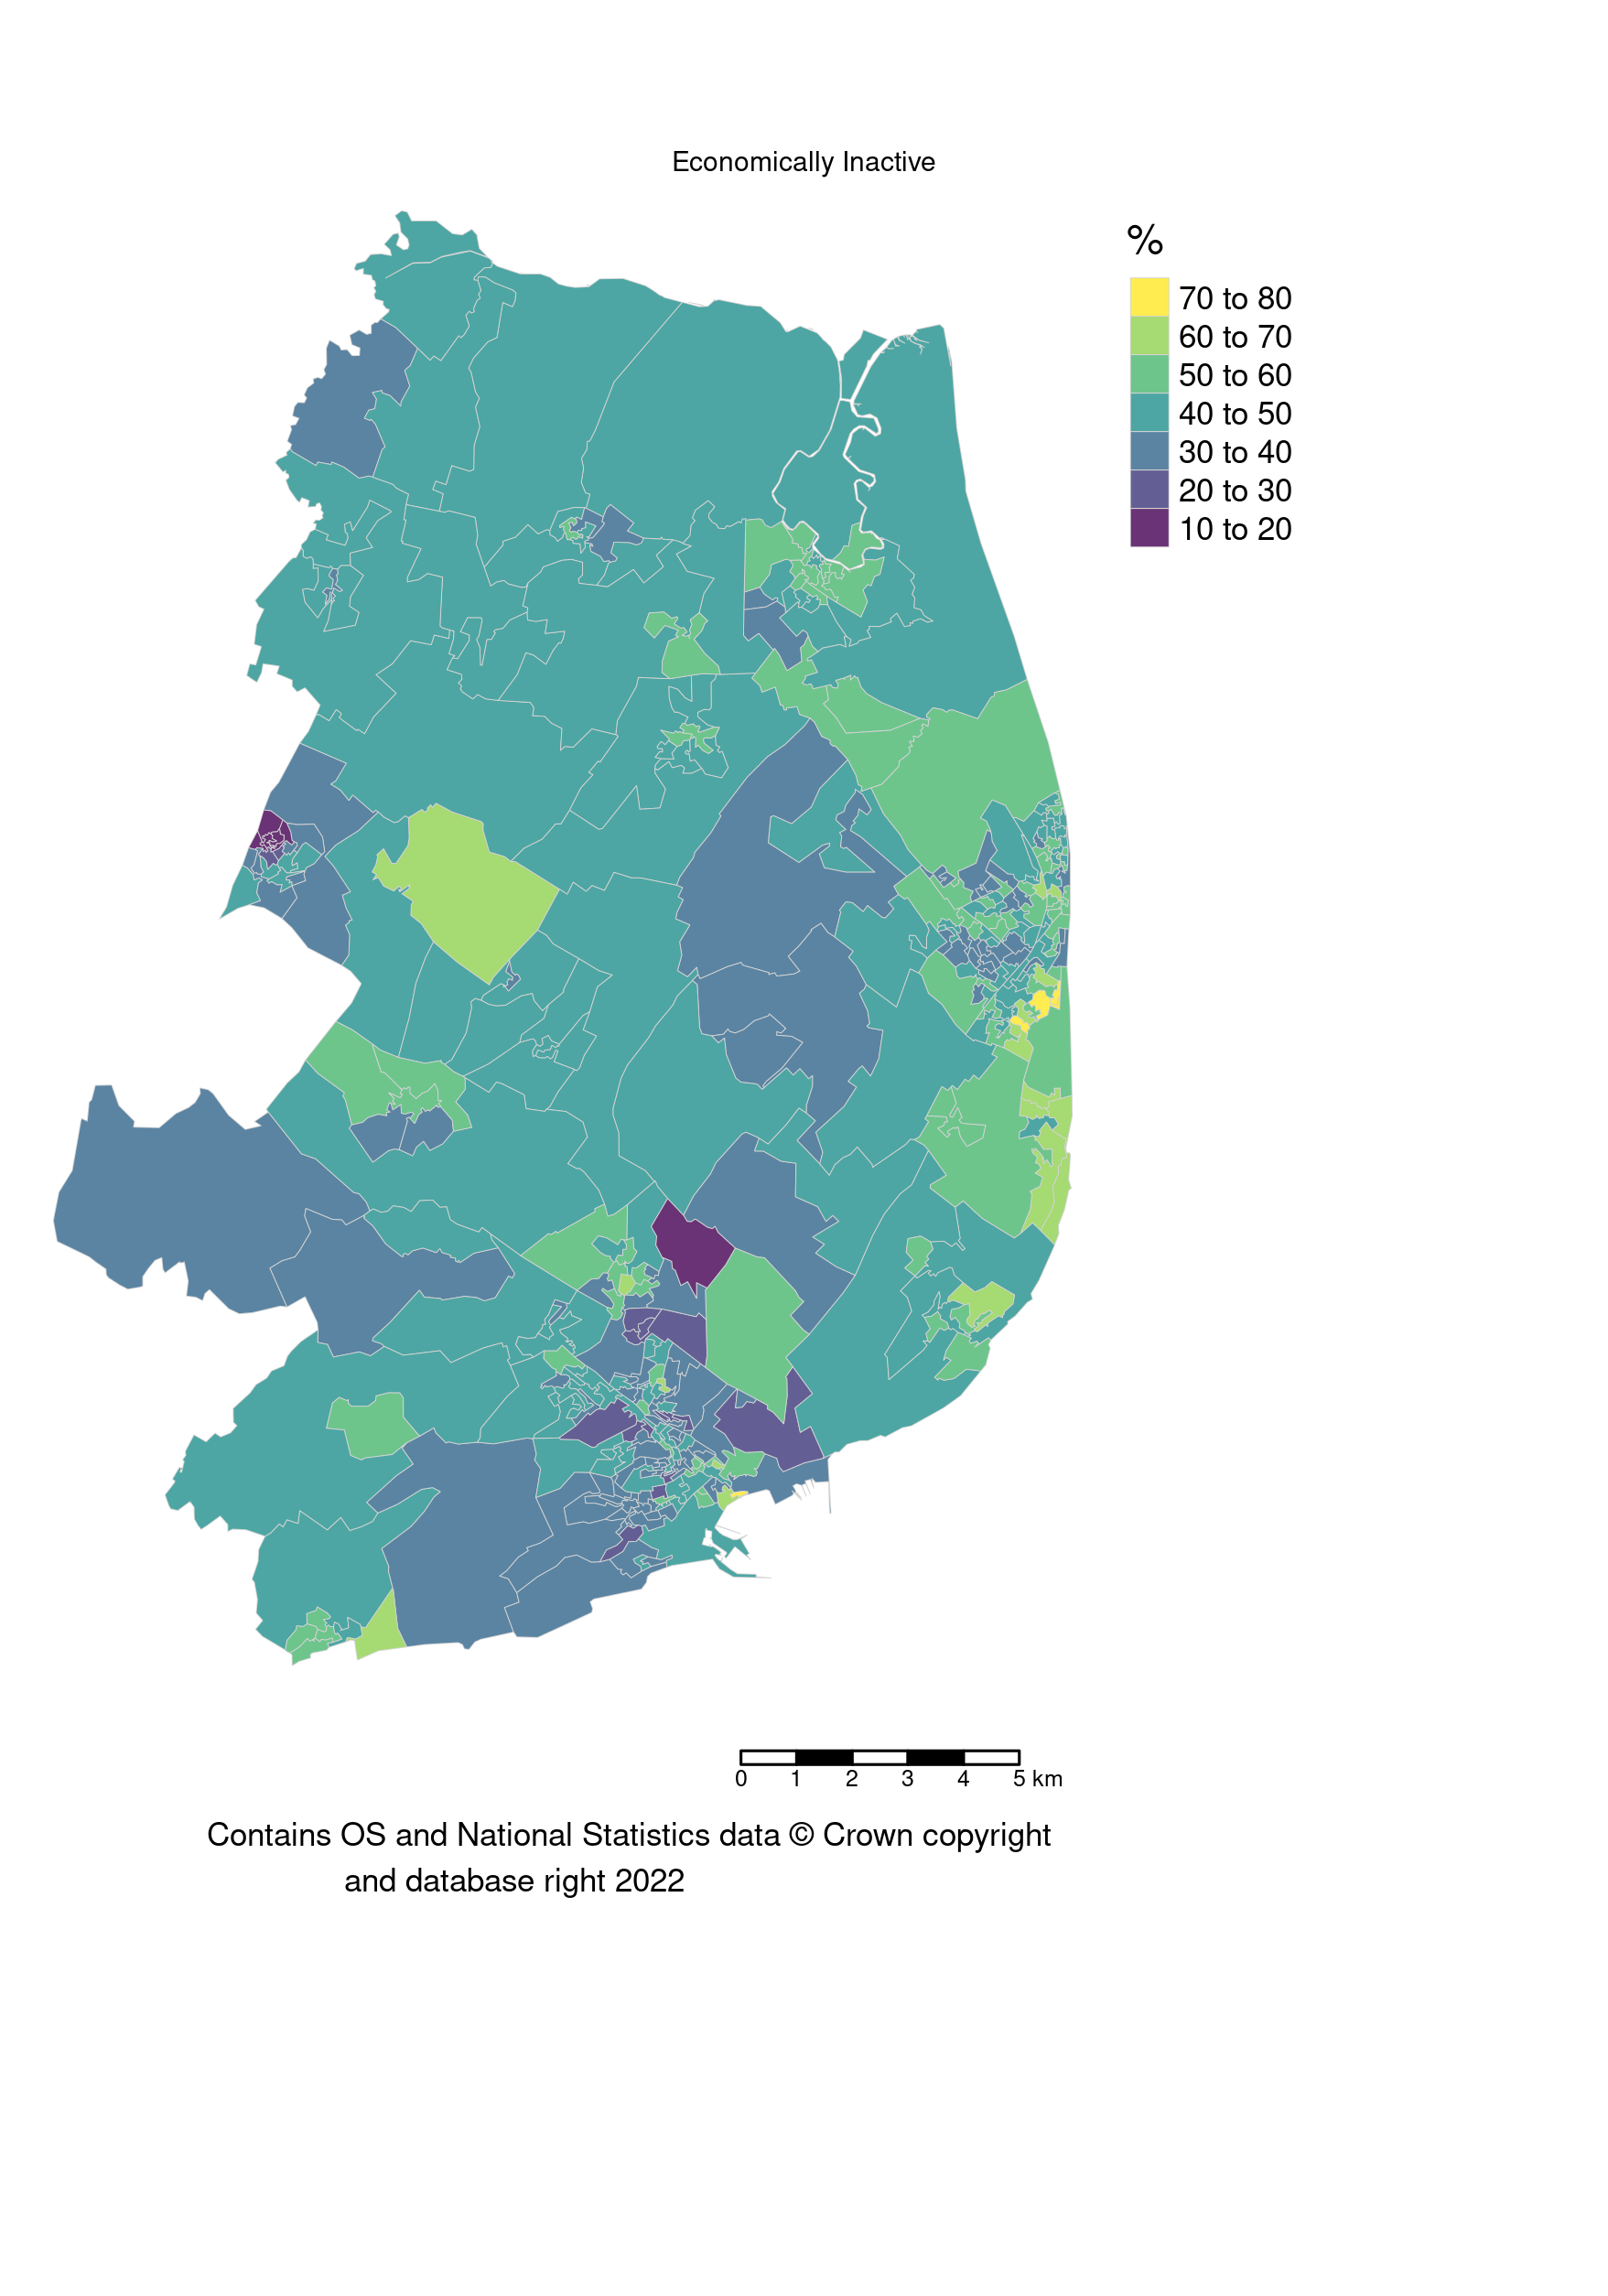 Economically Inactive
%
70 to 80
60 to 70
50 to 60
40 to 50
30 to 40
20 to 30
10 to 20
0 1 2 3 4 5 km
Contains OS and National Statistics data © Crown copyright
and database right 2022